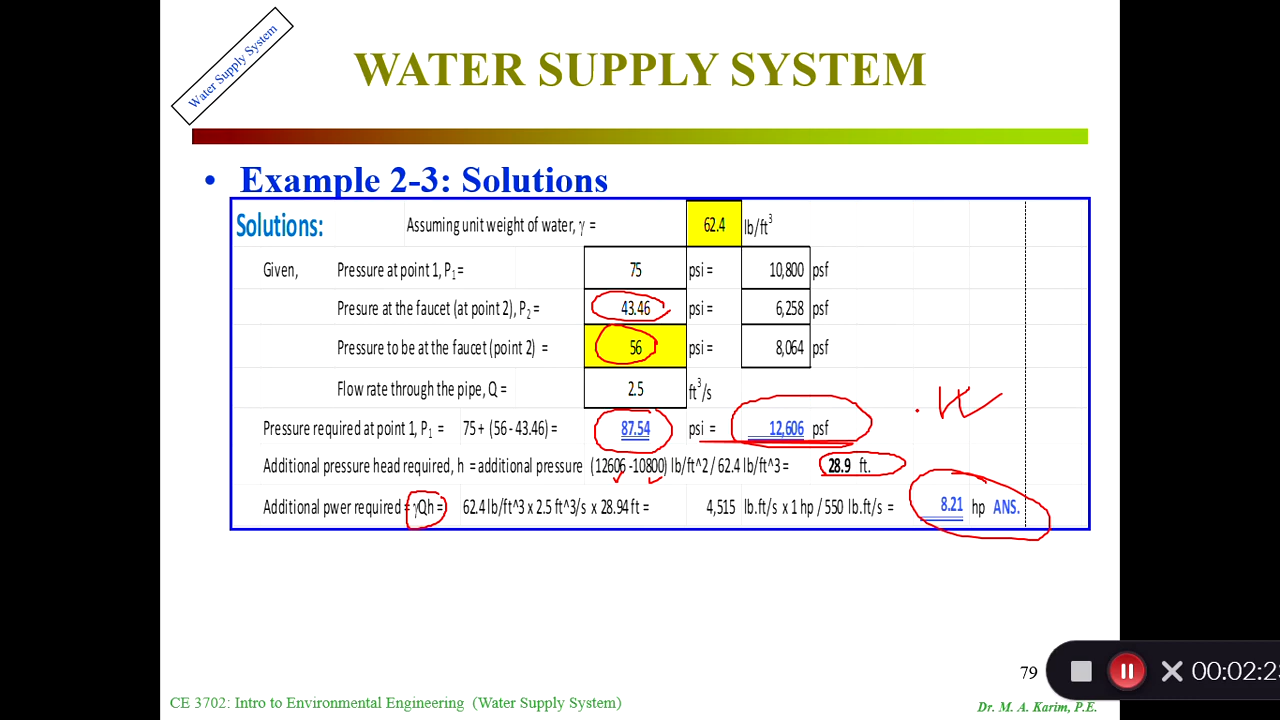 Water Supply System
WATER SUPPLY SYSTEM
• Example 2-3: Solutions
Solutions: Assuming unit weight of water, γ = 62.4 lb/ft³
Given, Pressure at point 1, P₁= 75 psi = 10,800 psf
Presure at the faucet (at point 2), P₂ = 43.46 psi = 6,258 psf
Pressure to be at the faucet (point 2) = 56 psi = 8,064 psf
Flow rate through the pipe, Q = 2.5 ft³/s
Pressure required at point 1, P₁ = 75 + (56 - 43.46) = 87.54 psi = 12,606 psf
Additional pressure head required, h = additional pressure (12606 -10800) lb/ft^2 / 62.4 lb/ft^3 = 28.9 ft.
Additional pwer required = γQh = 62.4 lb/ft^3 x 2.5 ft^3/s x 28.94 ft = 4,515 lb.ft/s x 1 hp / 550 lb.ft/s = 8.21 hp ANS.
79
00:02:2
CE 3702: Intro to Environmental Engineering (Water Supply System)
Dr. M. A. Karim, P.E.